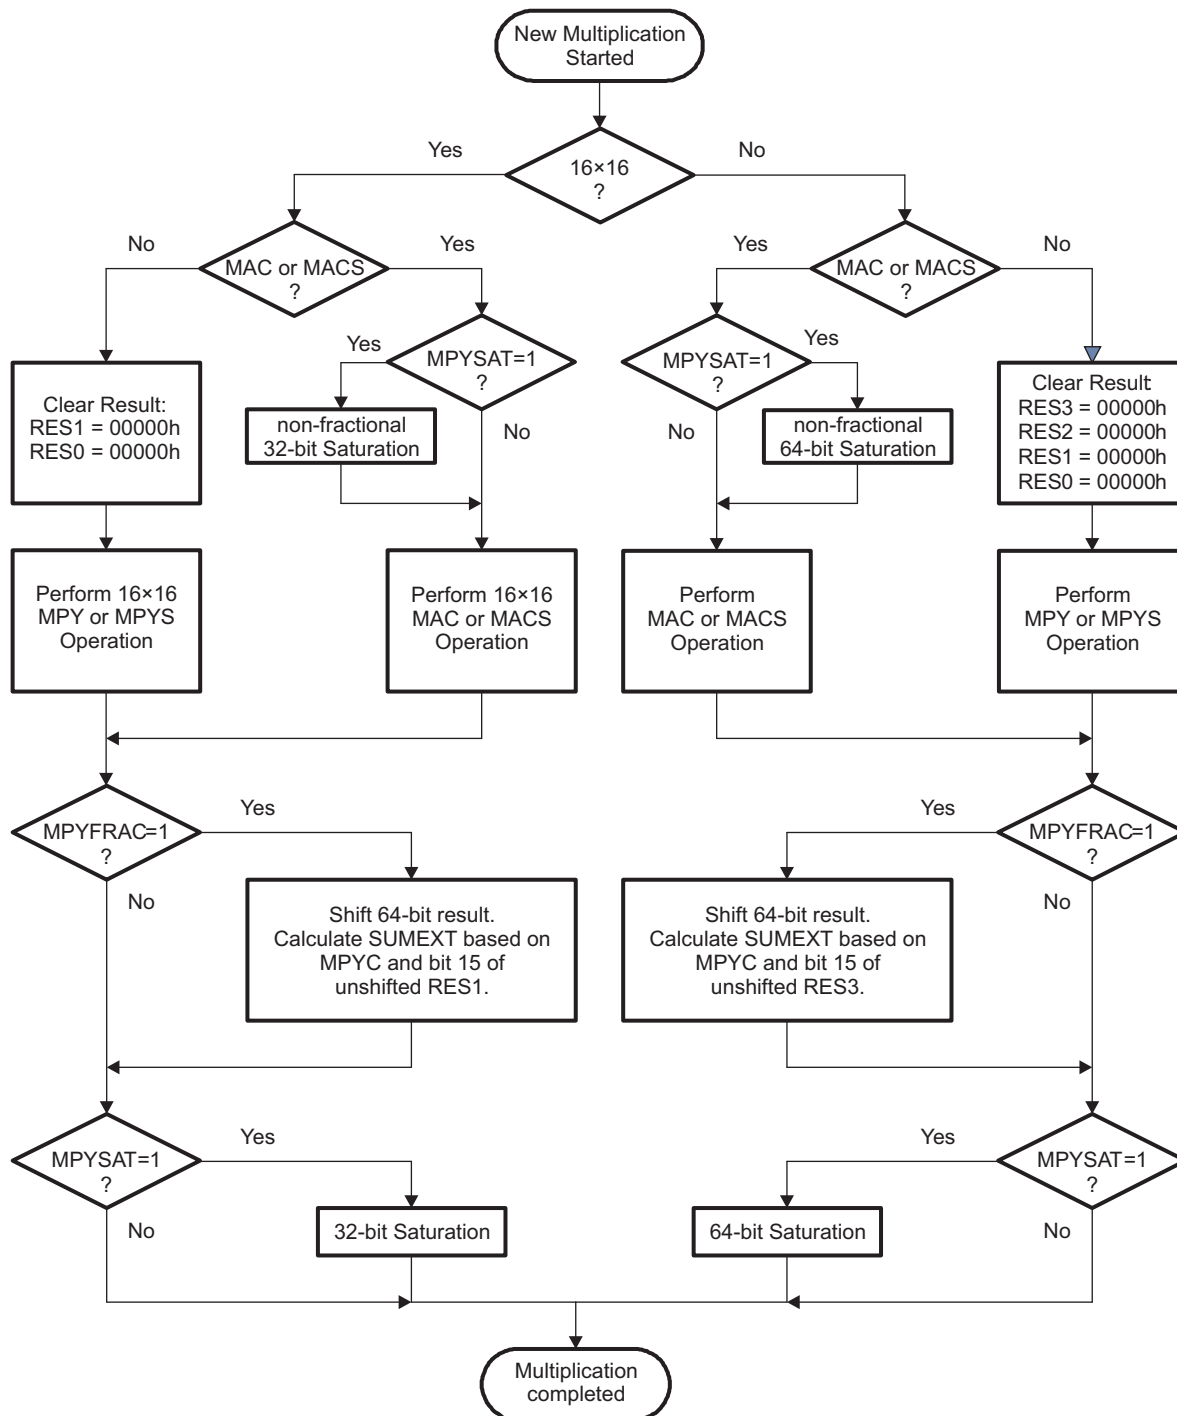 New Multiplication
Started
16×16
?
Yes
No
MAC or MACS
?
No
Yes
MAC or MACS
?
Yes
No
MPYSAT=1
?
Yes
No
MPYSAT=1
?
Yes
No
Clear Result:
RES1 = 00000h
RES0 = 00000h
non-fractional
32-bit Saturation
non-fractional
64-bit Saturation
Clear Result
RES3 = 00000h
RES2 = 00000h
RES1 = 00000h
RES0 = 00000h
Perform 16×16
MPY or MPYS
Operation
Perform 16×16
MAC or MACS
Operation
Perform
MAC or MACS
Operation
Perform
MPY or MPYS
Operation
MPYFRAC=1
?
Yes
No
Yes
MPYFRAC=1
?
No
Shift 64-bit result.
Calculate SUMEXT based on
MPYC and bit 15 of
unshifted RES1.
Shift 64-bit result.
Calculate SUMEXT based on
MPYC and bit 15 of
unshifted RES3.
MPYSAT=1
?
Yes
No
Yes
MPYSAT=1
?
No
32-bit Saturation
64-bit Saturation
Multiplication
completed